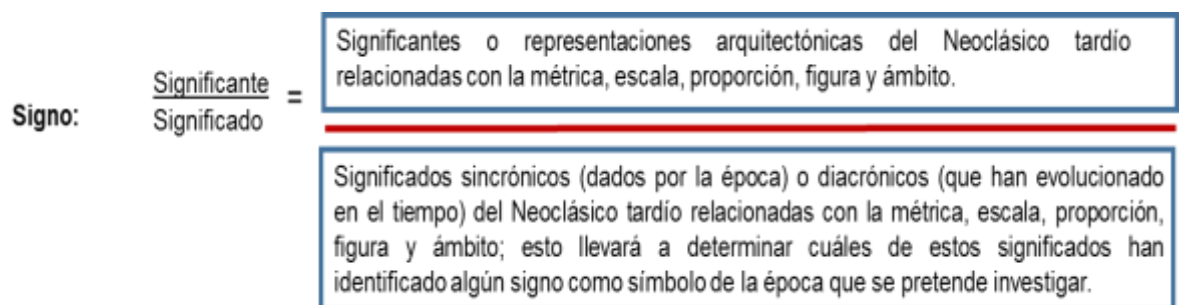 Significantes o representaciones arquitectónicas del Neoclásico tardío
relacionadas con la métrica, escala, proporción, figura y ámbito.
Signo:
Significante
=
Significado
Significados sincrónicos (dados por la época) o diacrónicos (que han evolucionado
en el tiempo) del Neoclásico tardío relacionadas con la métrica, escala, proporción,
figura y ámbito; esto llevará a determinar cuáles de estos significados han
identificado algún signo como símbolo de la época que se pretende investigar.